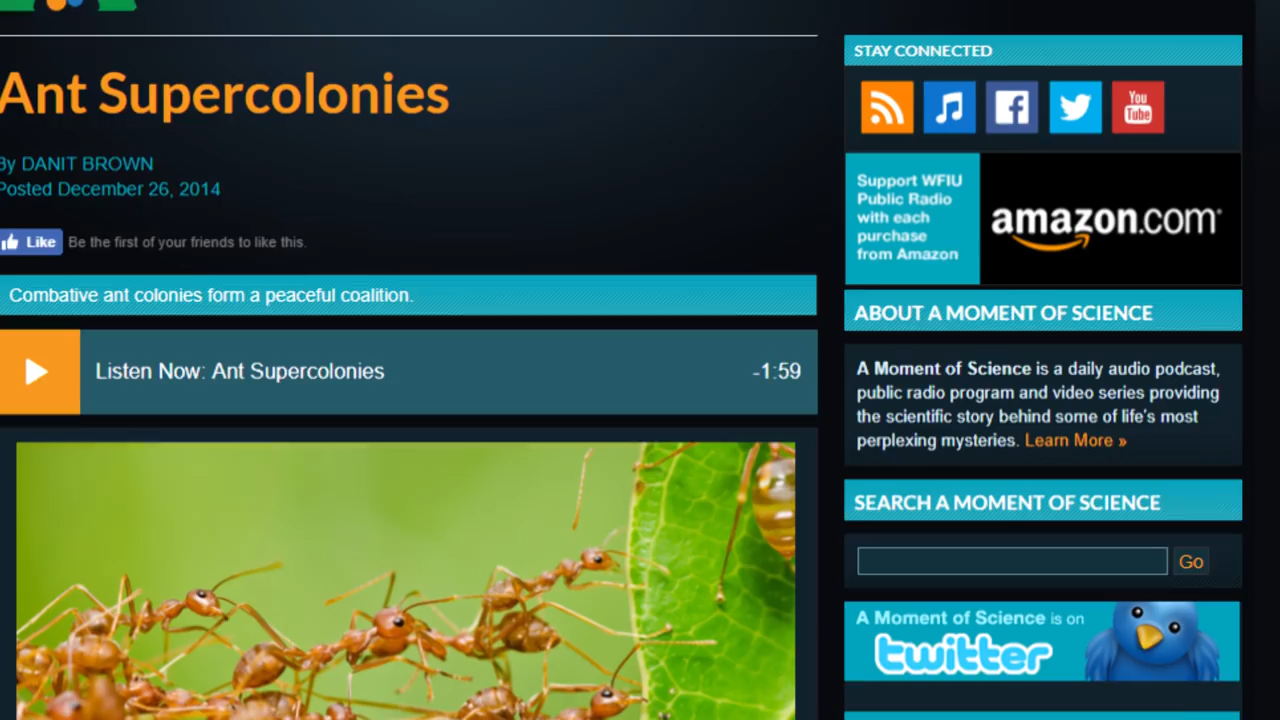 Ant Supercolonies
By DANIT BROWN
Posted December 26, 2014
Like
Be the first of your friends to like this.
Combative ant colonies form a peaceful coalition.
Listen Now: Ant Supercolonies
-1:59
STAY CONNECTED
You
Tube
Support WFIU
Public Radio
with each
purchase
from Amazon
amazon.com
ABOUT A MOMENT OF SCIENCE
A Moment of Science is a daily audio podcast,
public radio program and video series providing
the scientific story behind some of life's most
perplexing mysteries. Learn More »
SEARCH A MOMENT OF SCIENCE
Go
A Moment of Science is on
twitter